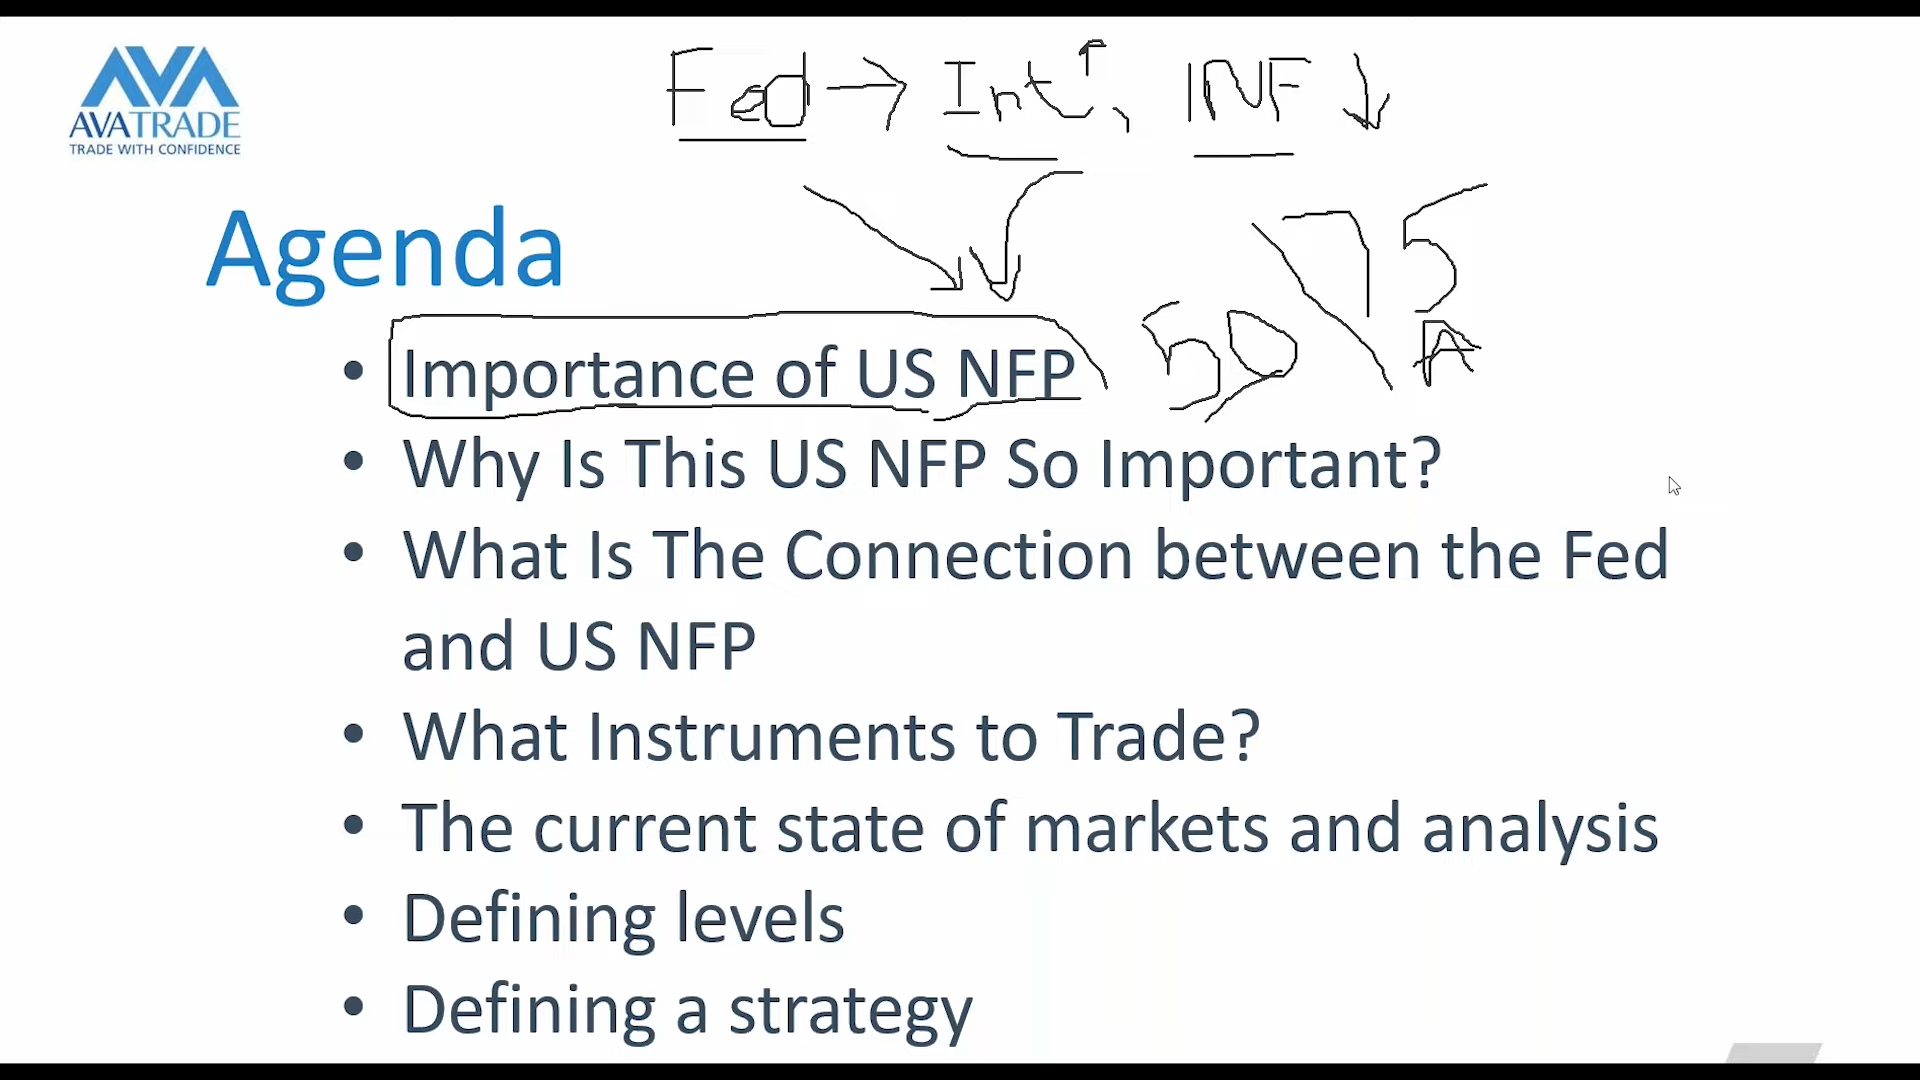 Fed → Int↑, INF ↓
AVATRADE
TRADE WITH CONFIDENCE
75
Agenda
50
• Importance of US NFP
• Why Is This US NFP So Important?
• What Is The Connection between the Fed
and US NFP
• What Instruments to Trade?
• The current state of markets and analysis
• Defining levels
• Defining a strategy